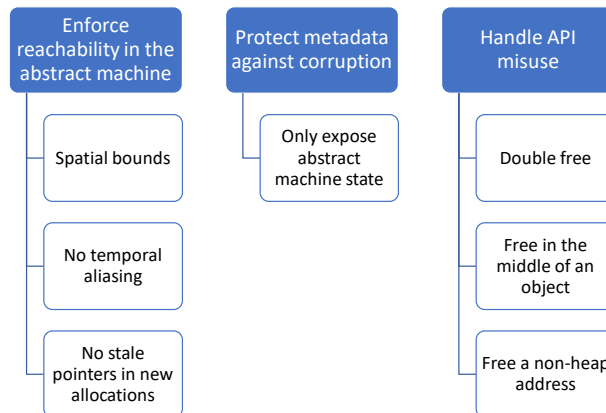 Enforce
reachability in the
abstract machine
Spatial bounds
No temporal
aliasing
No stale
pointers in new
allocations
Protect metadata
against corruption
Only expose
abstract
machine state
Handle API
misuse
Double free
Free in the
middle of an
object
Free a non-heap
address